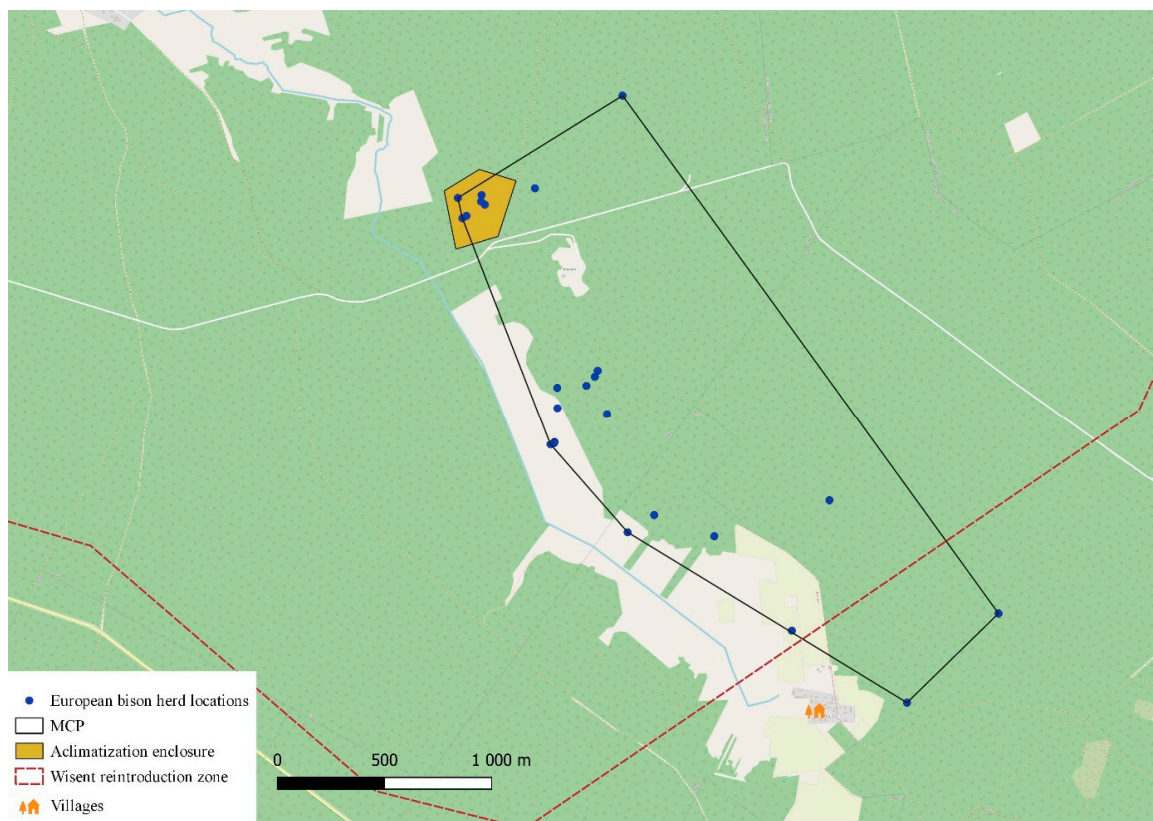 European bison herd locations
MCP
Aclimatization enclosure
Wisent reintroduction zone
Villages
0 500 1 000 m